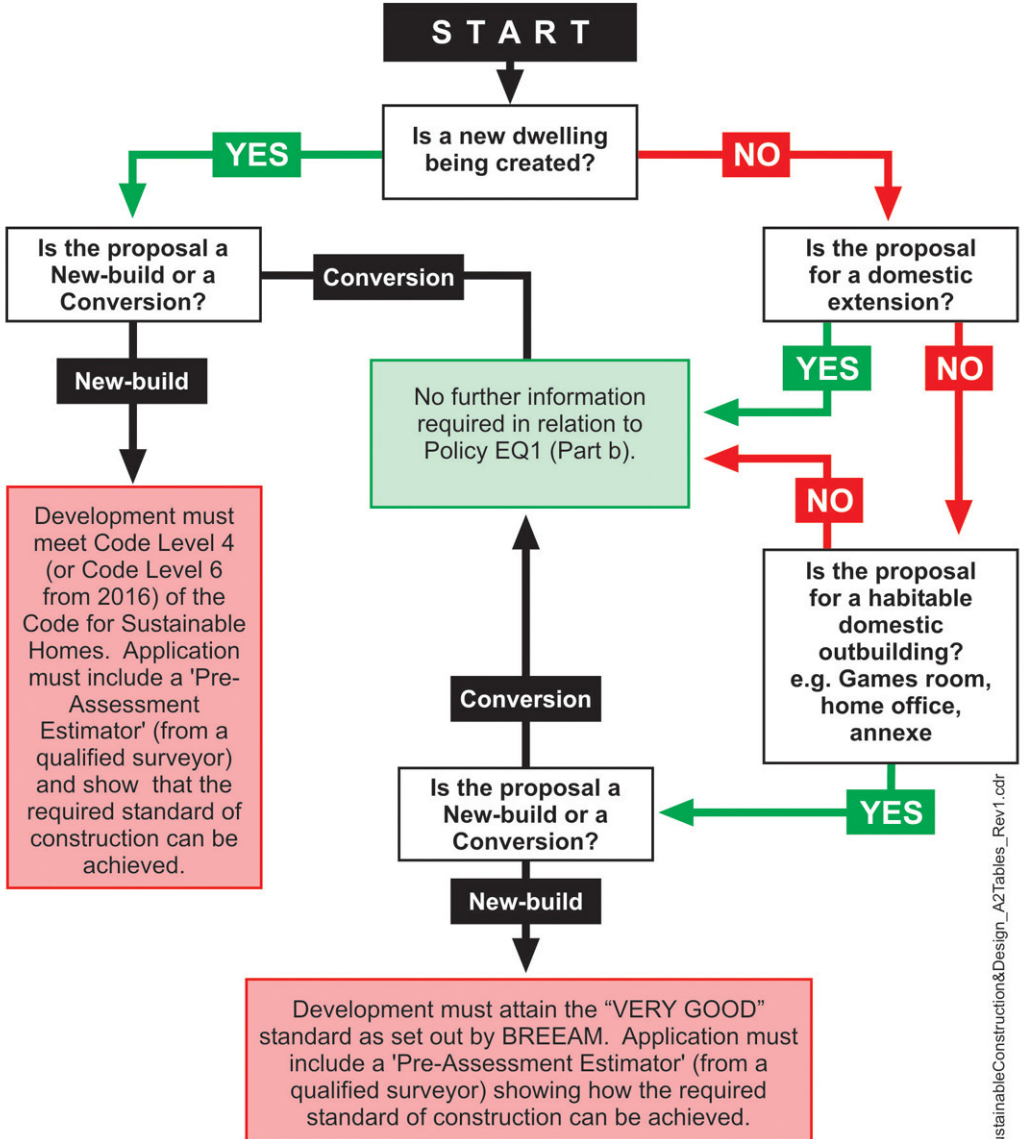 S T A R T
Is a new dwelling
being created?
YES
NO
Is the proposal a
New-build or a
Conversion?
Conversion
Is the proposal
for a domestic
extension?
New-build
YES
NO
No further information
required in relation to
Policy EQ1 (Part b).
NO
Development must
meet Code Level 4
(or Code Level 6
from 2016) of the
Code for Sustainable
Homes. Application
must include a 'Pre-
Assessment
Estimator' (from a
qualified surveyor)
and show that the
required standard of
construction can be
achieved.
Is the proposal
for a habitable
domestic
outbuilding?
e.g. Games room,
home office,
annexe
Conversion
YES
Is the proposal a
New-build or a
Conversion?
New-build
Development must attain the “VERY GOOD”
standard as set out by BREEAM. Application must
include a 'Pre-Assessment Estimator' (from a
qualified surveyor) showing how the required
standard of construction can be achieved.
istainableConstruction&Design_A2Tables_Rev1.cdr